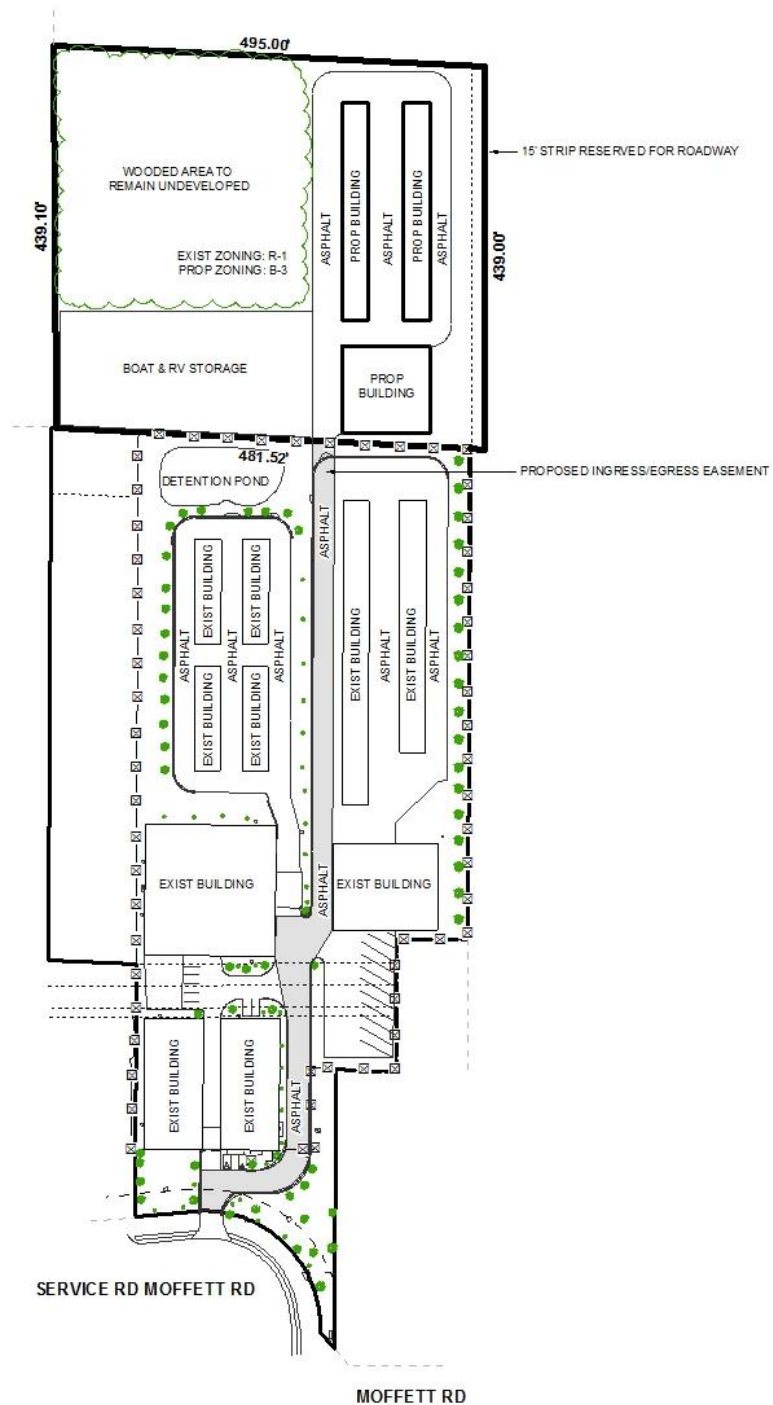 495.00'
15' STRIP RESERVED FOR ROADWAY
WOODED AREA TO
REMAIN UNDEVELOPED
439.10'
ASPHALT
PROP BUILDING
ASPHALT
PROP BUILDING
ASPHALT
439.00'
EXIST ZONING: R-1
PROP ZONING: B-3
BOAT & RV STORAGE
PROP
BUILDING
481.52'
DETENTION POND
PROPOSED INGRESS/EGRESS EASEMENT
ASPHALT
EXIST BUILDING
EXIST BUILDING
ASPHALT
ASPHALT
EXIST BUILDING
EXIST BUILDING
EXIST BUILDING
ASPHALT
EXIST BUILDING
ASPHALT
EXIST BUILDING
ASPHALT
EXIST BUILDING
EXIST BUILDING
EXIST BUILDING
ASPHALT
SERVICE RD MOFFETT RD
MOFFETT RD